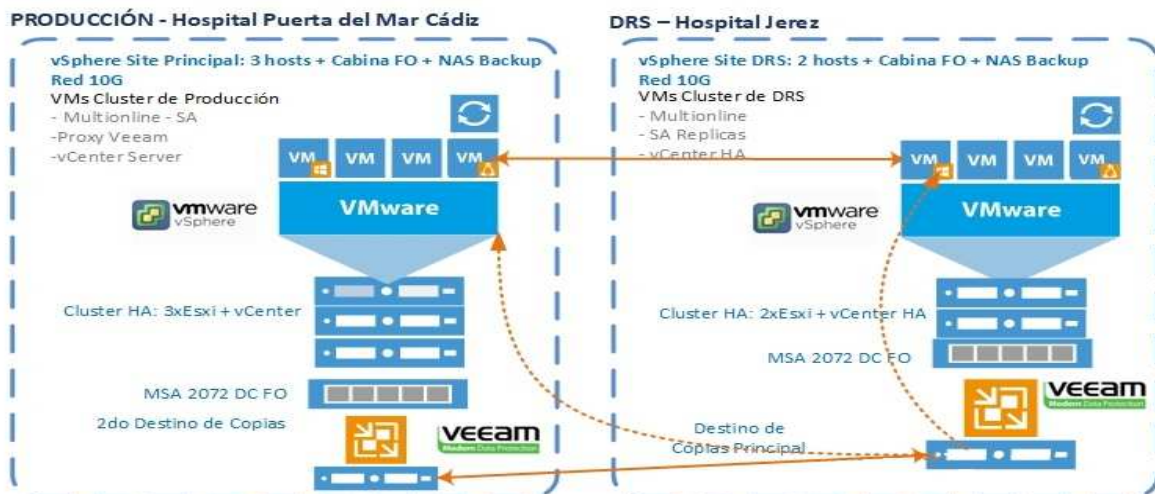 PRODUCCIÓN - Hospital Puerta del Mar Cádiz
vSphere Site Principal: 3 hosts + Cabina FO + NAS Backup
Red 10G
VMs Cluster de Producción
- Multionline - SA
-Proxy Veeam
-vCenter Server
VM VM VM VM
VMware
vmware
vSphere
Cluster HA: 3xEsxi + vCenter
MSA 2072 DC FO
2do Destino de Copias
veeam
Modern Data Protection
DRS – Hospital Jerez
vSphere Site DRS: 2 hosts + Cabina FO + NAS Backup
Red 10G
VMs Cluster de DRS
- Multionline
- SA Replicas
- vCenter HA
VM VM VM VM
VMware
vmware
vSphere
Cluster HA: 2xEsxi + vCenter HA
MSA 2072 DC FO
veeam
Modern Data Protection
Destino de
Copias Principal